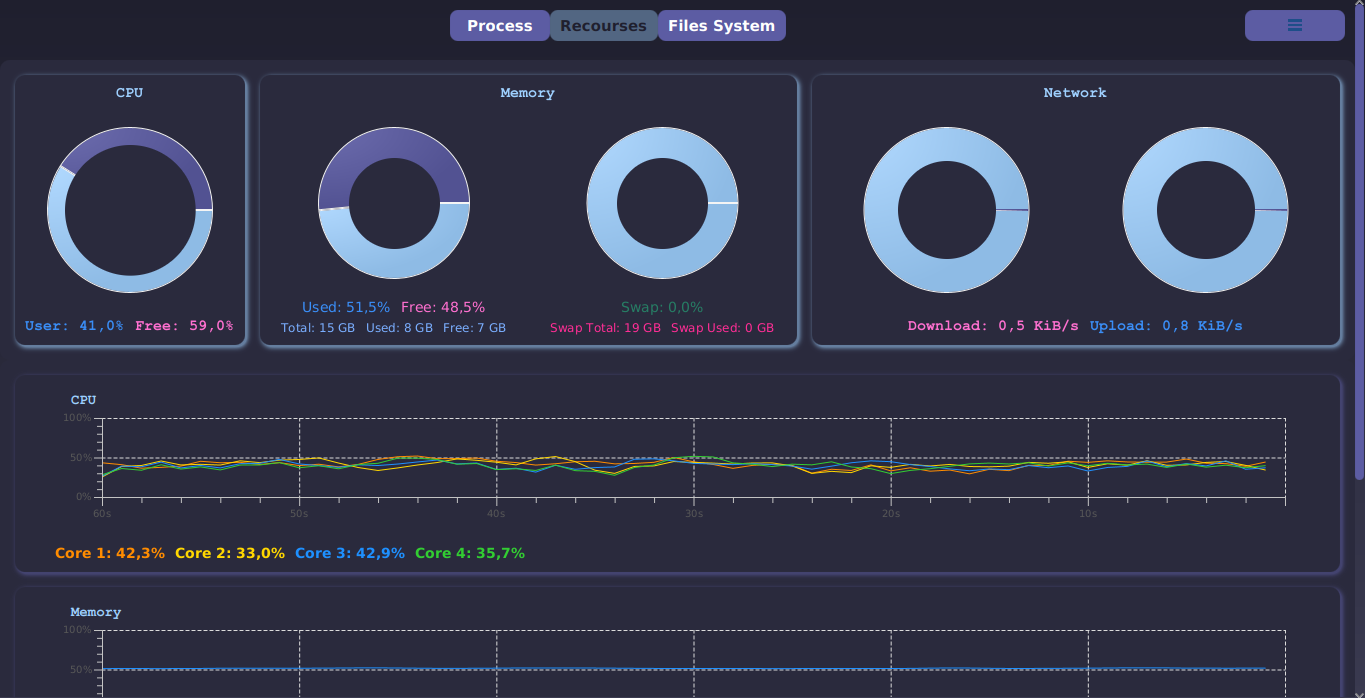 Process Recourses Files System
CPU
User: 41,0% Free: 59,0%
Memory
Used: 51,5% Free: 48,5%
Total: 15 GB Used: 8 GB Free: 7 GB
Swap: 0,0%
Swap Total: 19 GB Swap Used: 0 GB
Network
Download: 0,5 KiB/s Upload: 0,8 KiB/s
CPU
100%
50%
0%
60s 50s 40s 30s 20s 10s
Core 1: 42,3% Core 2: 33,0% Core 3: 42,9% Core 4: 35,7%
Memory
100%
50%